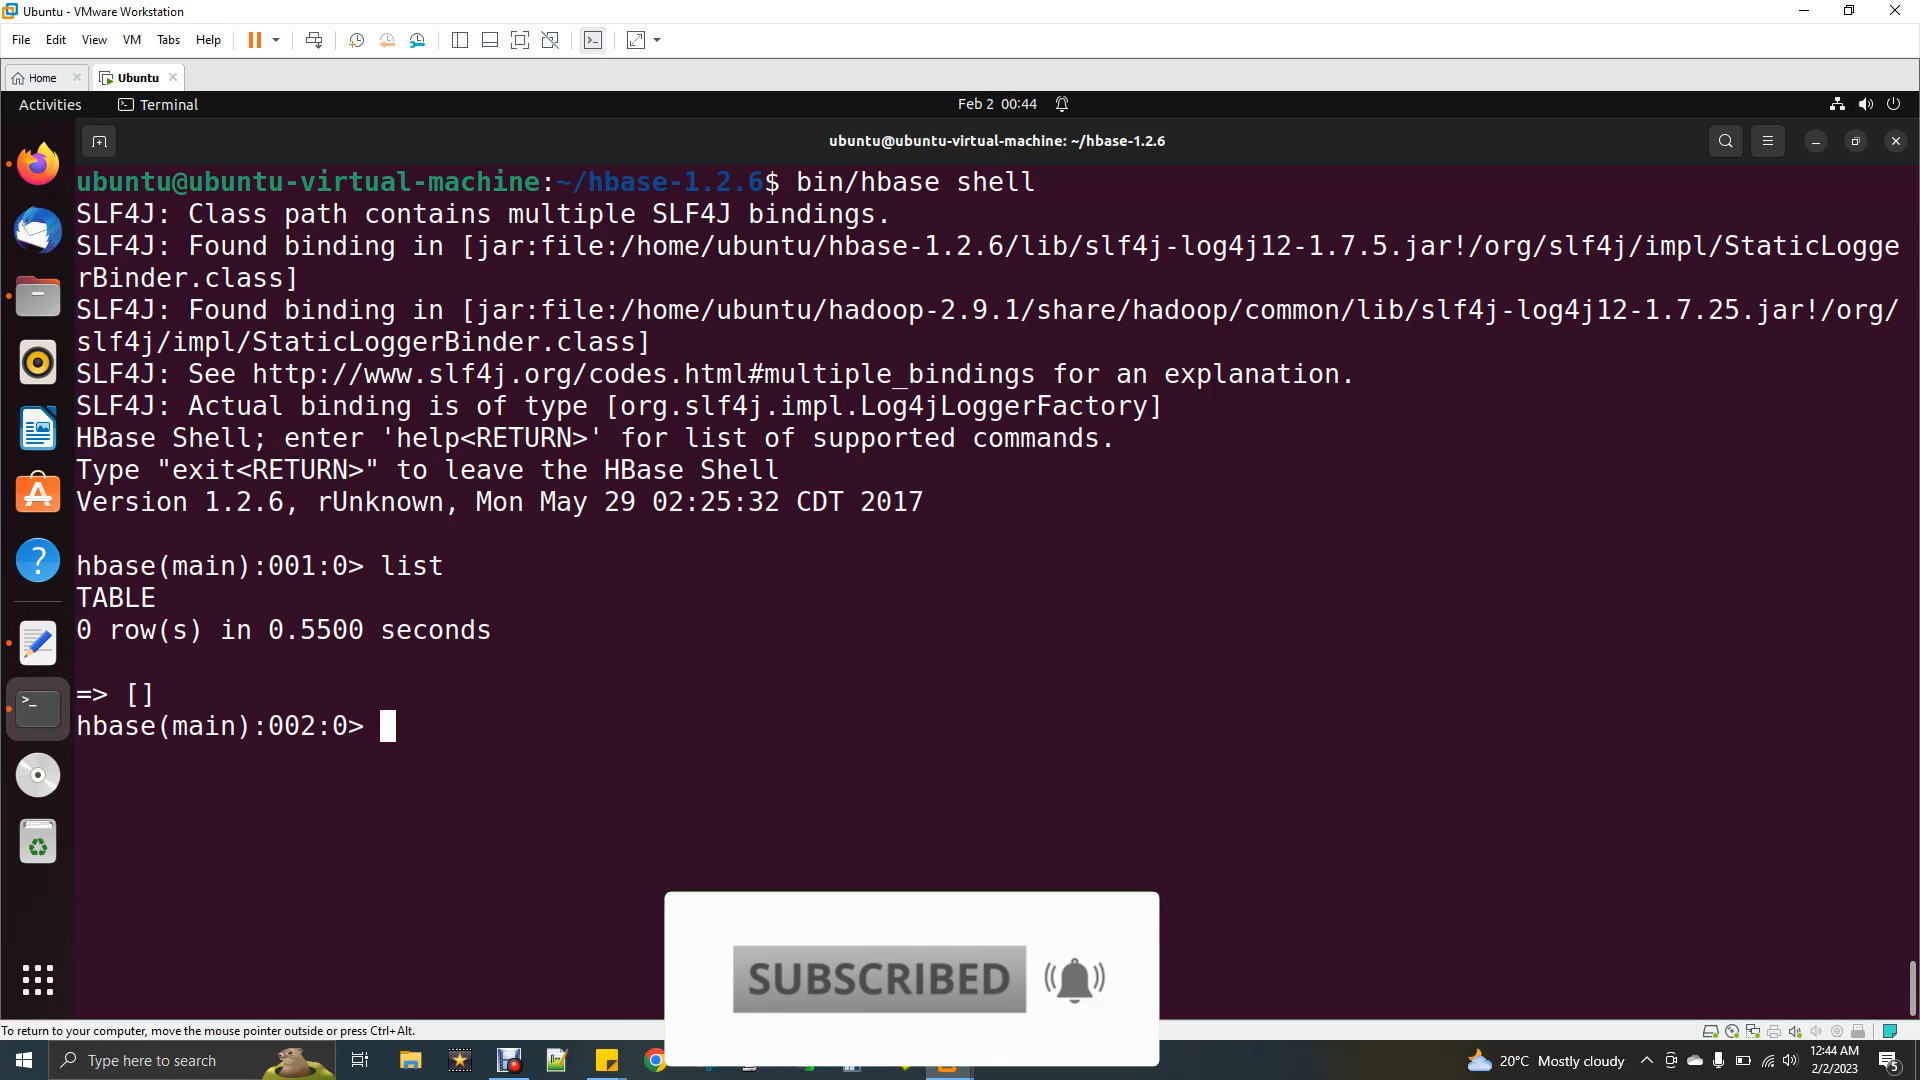 Ubuntu - VMware Workstation
File Edit View VM Tabs Help
Home
Ubuntu
Activities
Terminal
Feb 2 00:44
ubuntu@ubuntu-virtual-machine: ~/hbase-1.2.6
ubuntu@ubuntu-virtual-machine:~/hbase-1.2.6$ bin/hbase shell
SLF4J: Class path contains multiple SLF4J bindings.
SLF4J: Found binding in [jar:file:/home/ubuntu/hbase-1.2.6/lib/slf4j-log4j12-1.7.5.jar!/org/slf4j/impl/StaticLogge
rBinder.class]
SLF4J: Found binding in [jar:file:/home/ubuntu/hadoop-2.9.1/share/hadoop/common/lib/slf4j-log4j12-1.7.25.jar!/org/
slf4j/impl/StaticLoggerBinder.class]
SLF4J: See http://www.slf4j.org/codes.html#multiple_bindings for an explanation.
SLF4J: Actual binding is of type [org.slf4j.impl.Log4jLoggerFactory]
HBase Shell; enter 'help<RETURN>' for list of supported commands.
Type "exit<RETURN>" to leave the HBase Shell
Version 1.2.6, rUnknown, Mon May 29 02:25:32 CDT 2017
hbase(main):001:0> list
TABLE
0 row(s) in 0.5500 seconds
=> []
hbase(main):002:0>
SUBSCRIBED
To return to your computer, move the mouse pointer outside or press Ctrl+Alt.
Type here to search
20°C Mostly cloudy
12:44 AM
2/2/2023
5